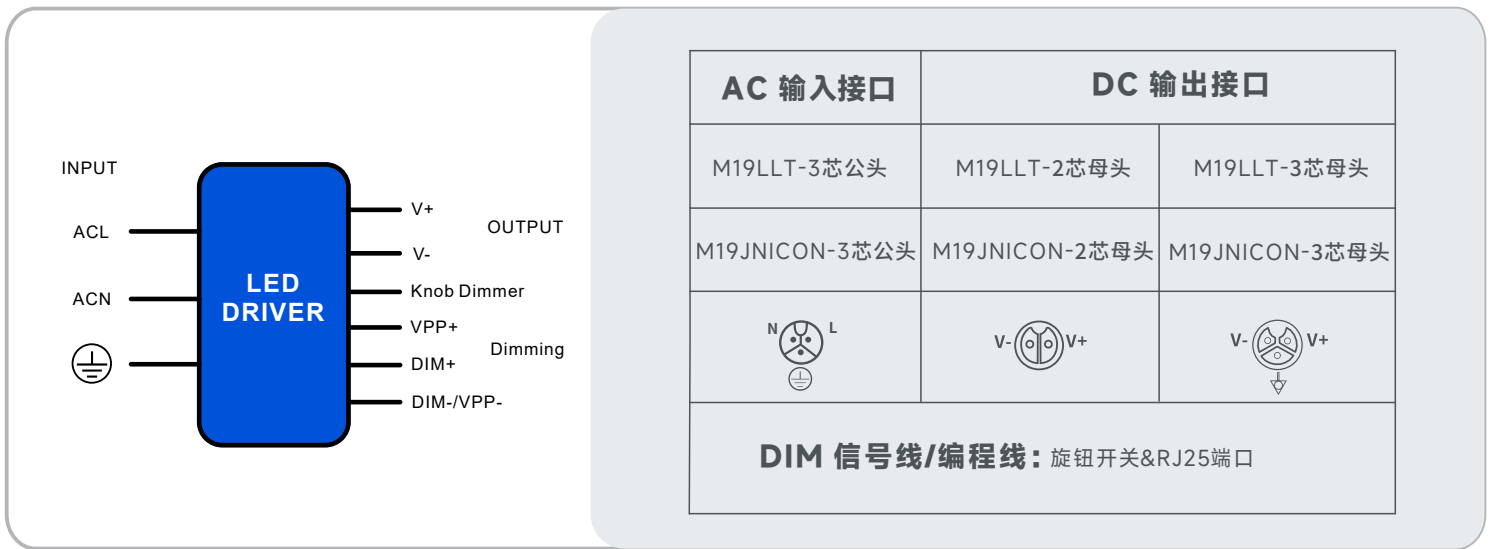 INPUT
ACL
ACN
LED
DRIVER
V+
V-
OUTPUT
Knob Dimmer
VPP+
Dimming
DIM+
DIM-/VPP-
AC 输入接口
DC 输出接口
M19LLT-3芯公头
M19LLT-2芯母头
M19LLT-3芯母头
M19JNICON-3芯公头
M19JNICON-2芯母头
M19JNICON-3芯母头
N
L
V-
V+
V-
V+
DIM 信号线/编程线：旋钮开关&RJ25端口